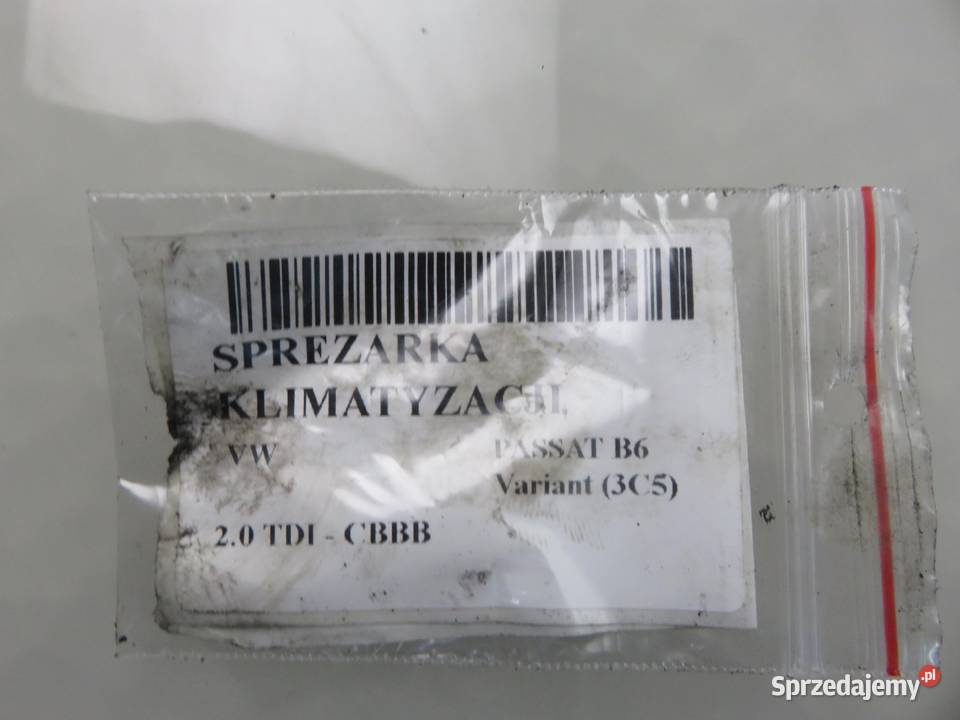 SPREZARKA
KLIMATYZACJI
VW PASSAT B6
Variant (3C5)
2.0 TDI - CBBB
Sprzedajemy.pl